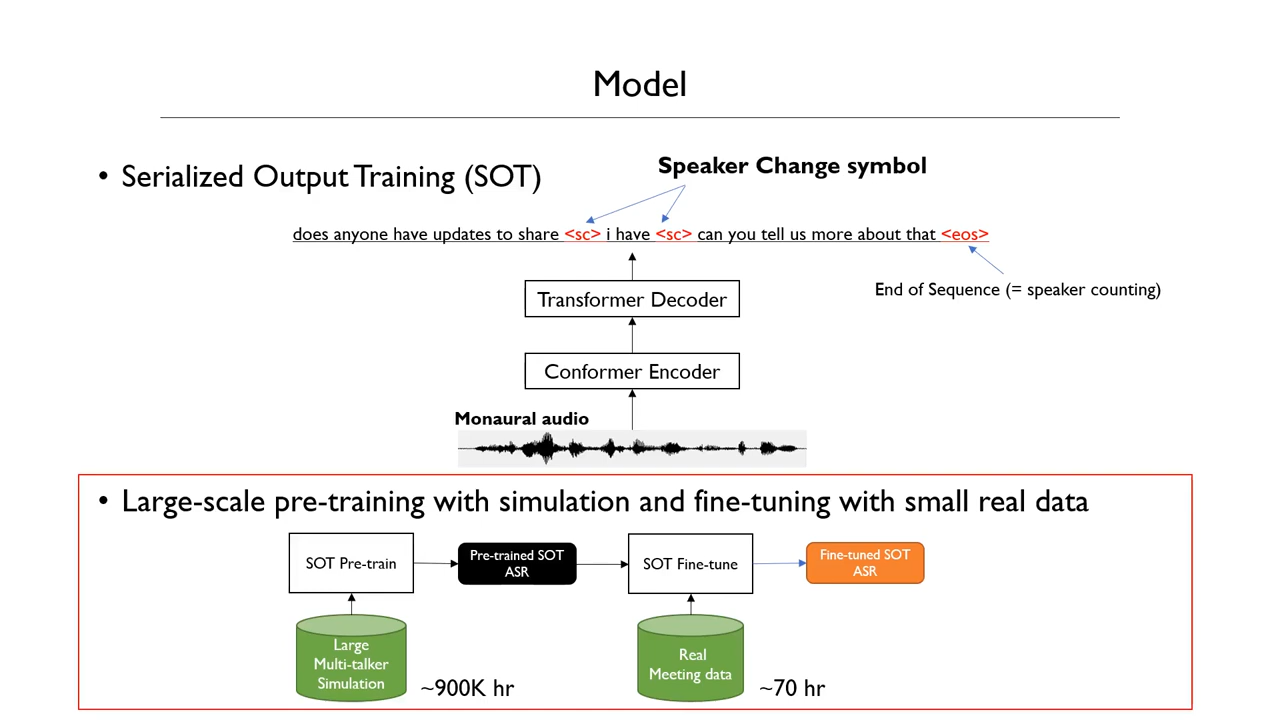 Model
• Serialized Output Training (SOT)
Speaker Change symbol
does anyone have updates to share <sc> i have <sc> can you tell us more about that <eos>
End of Sequence (= speaker counting)
Transformer Decoder
Conformer Encoder
Monaural audio
• Large-scale pre-training with simulation and fine-tuning with small real data
SOT Pre-train
Pre-trained SOT
ASR
SOT Fine-tune
Fine-tuned SOT
ASR
Large
Multi-talker
Simulation
~900K hr
Real
Meeting data
~70 hr